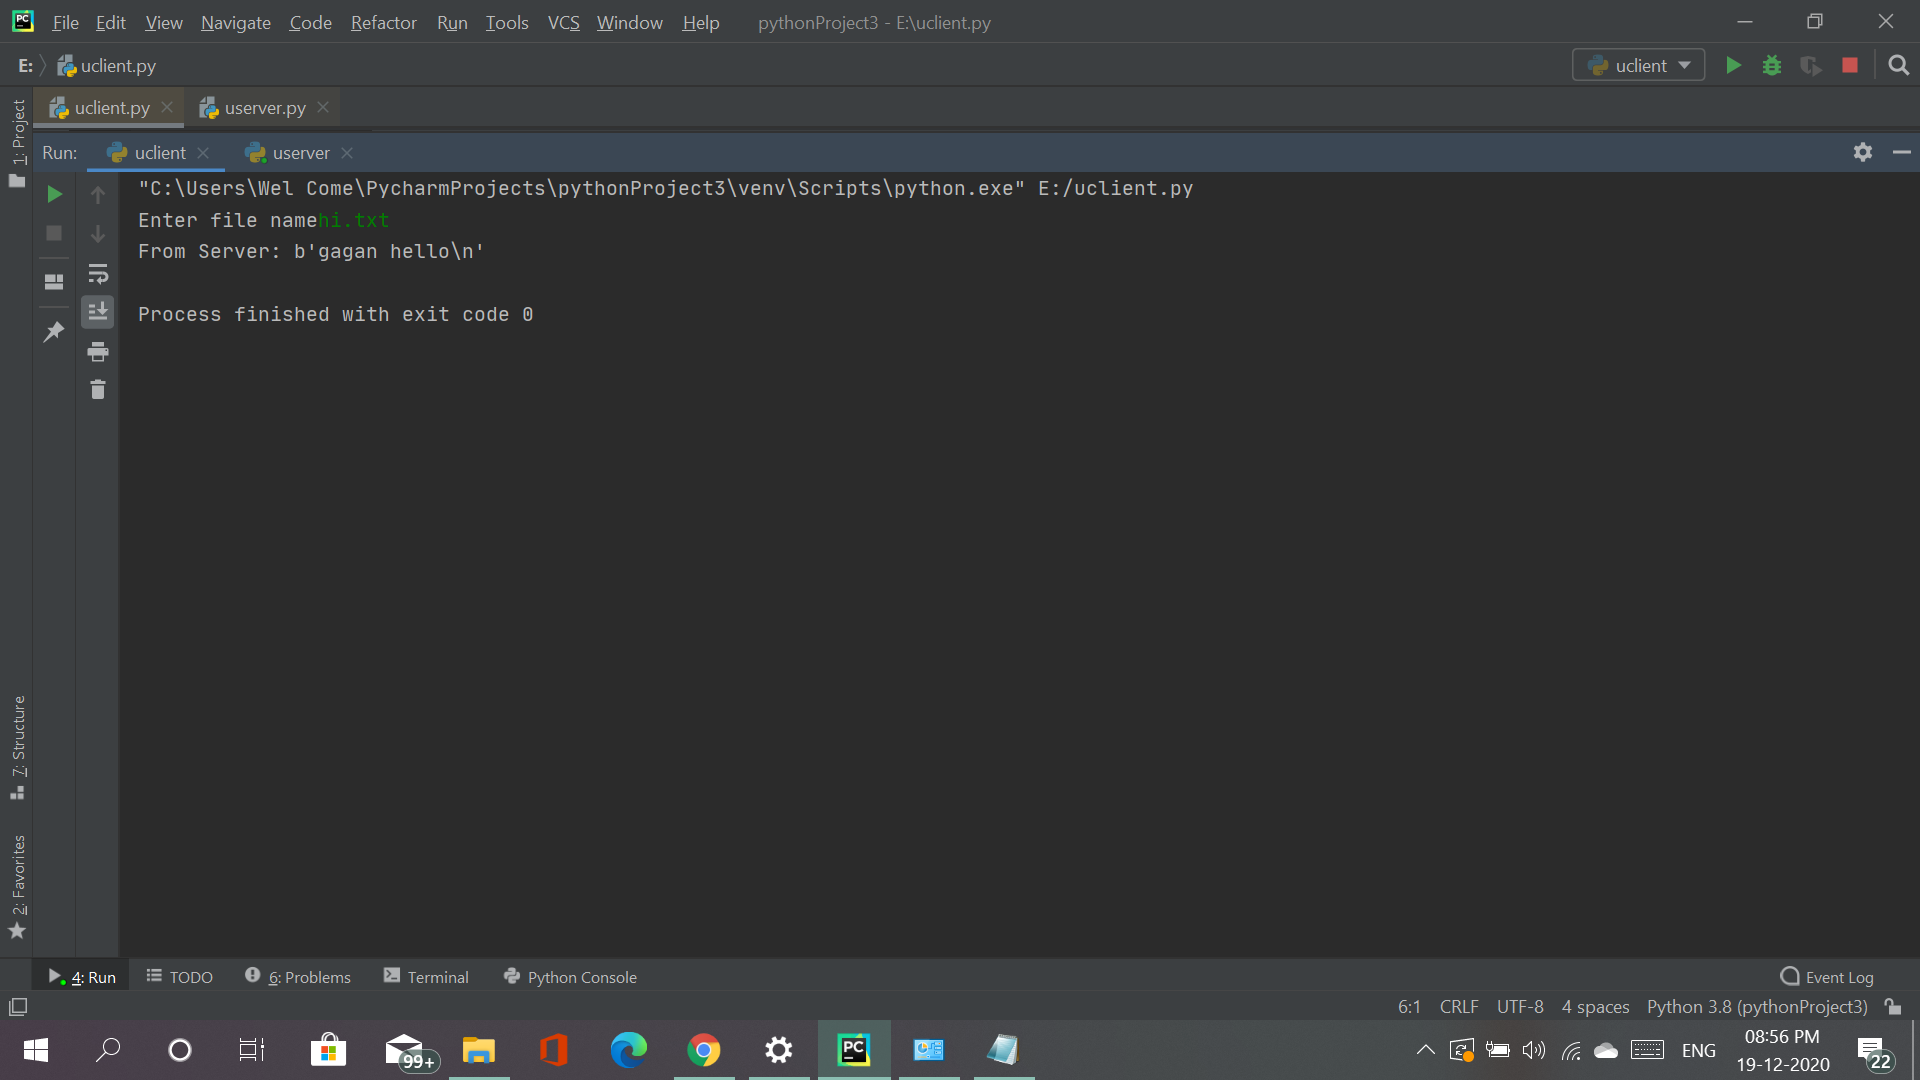 PC File Edit View Navigate Code Refactor Run Tools VCS Window Help pythonProject3 - E:\uclient.py
E: uclient.py uclient
uclient.py userver.py
Run: uclient userver
1: Project
"C:\Users\Wel Come\PycharmProjects\pythonProject3\venv\Scripts\python.exe" E:/uclient.py
Enter file namehi.txt
From Server: b'gagan hello\n'
Process finished with exit code 0
7: Structure
2: Favorites
4: Run TODO 6: Problems Terminal Python Console Event Log
6:1 CRLF UTF-8 4 spaces Python 3.8 (pythonProject3)
99+ PC ENG 08:56 PM
19-12-2020 22